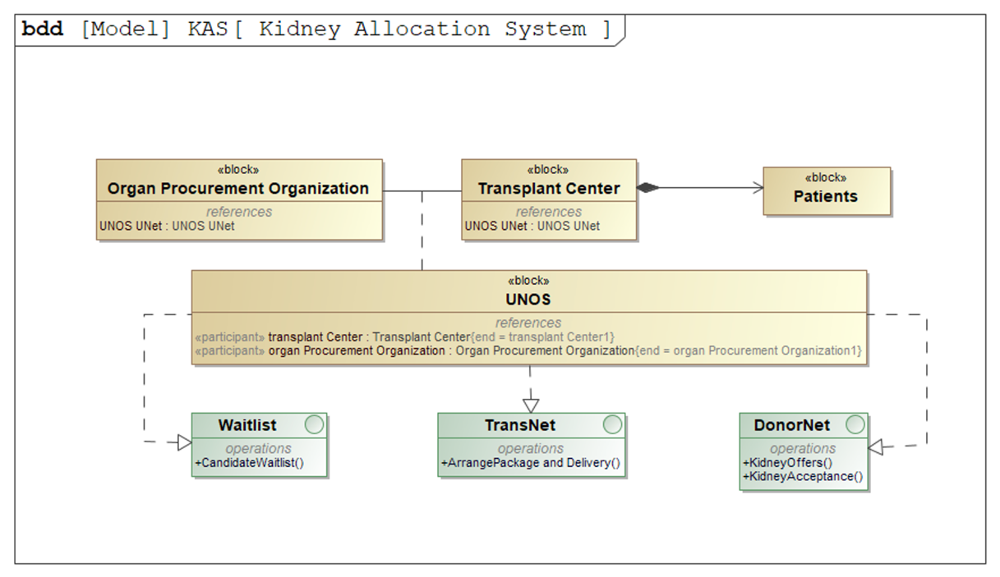 bdd [Model] KAS[ Kidney Allocation System ]
«block»
Organ Procurement Organization
references
UNOS UNet : UNOS UNet
«block»
Transplant Center
references
UNOS UNet : UNOS UNet
«block»
Patients
«block»
UNOS
references
«participant» transplant Center : Transplant Center{end = transplant Center1}
«participant» organ Procurement Organization : Organ Procurement Organization{end = organ Procurement Organization1}
Waitlist
operations
+CandidateWaitlist()
TransNet
operations
+ArrangePackage and Delivery()
DonorNet
operations
+KidneyOffers()
+KidneyAcceptance()